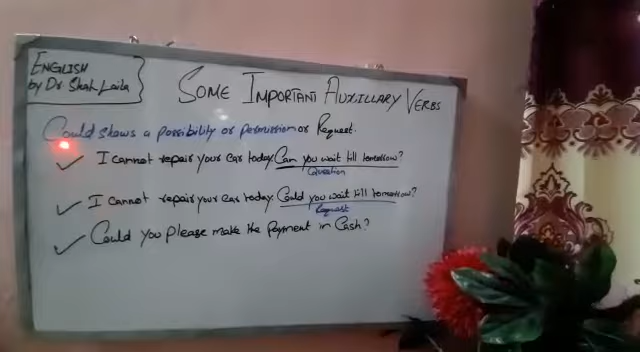 ENGLISH
by Dr Shah Laila
SOME IMPORTANT AUXILLARY VERBS
Could shows a possibility or permission or Request.
I cannot repair your car today. Can you wait till tomorrow?
Question
I cannot repair your car today. Could you wait till tomorrow?
Request
Could you please make the payment in Cash?